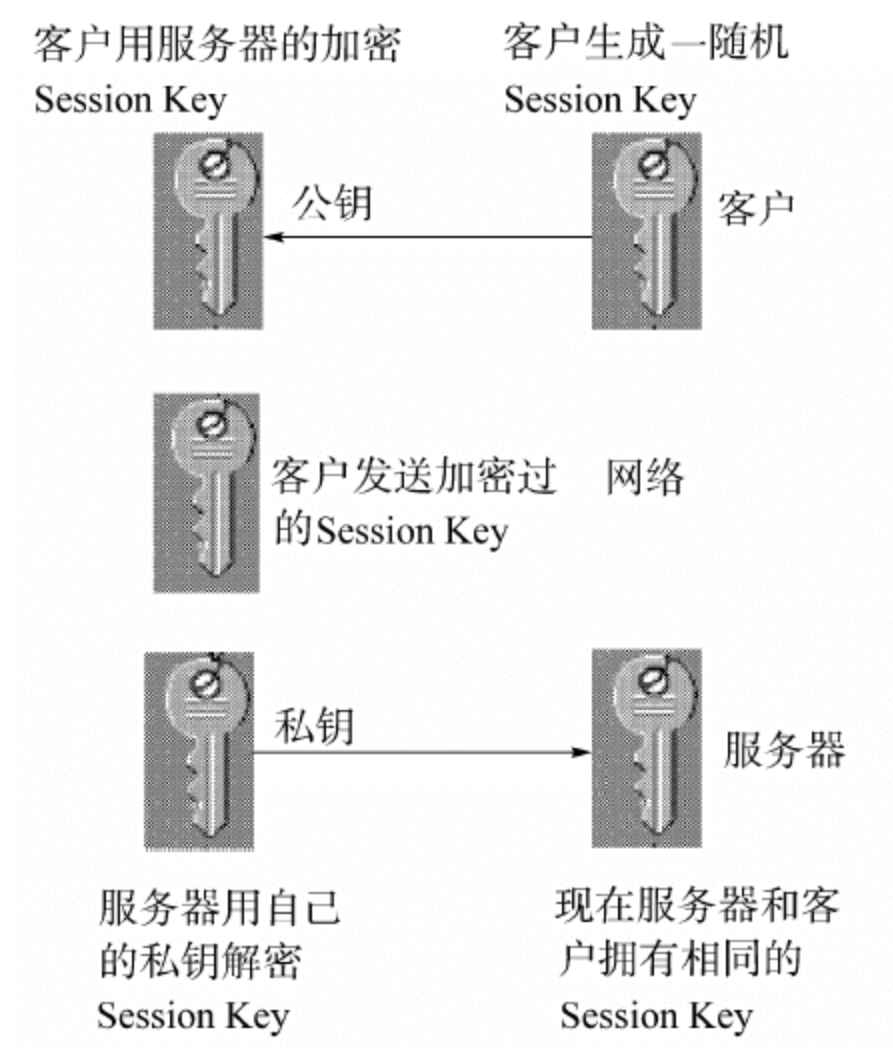 客户用服务器的加密
Session Key
客户生成一随机
Session Key
公钥
客户
客户发送加密过
的Session Key
网络
私钥
服务器
服务器用自己
的私钥解密
Session Key
现在服务器和客
户拥有相同的
Session Key